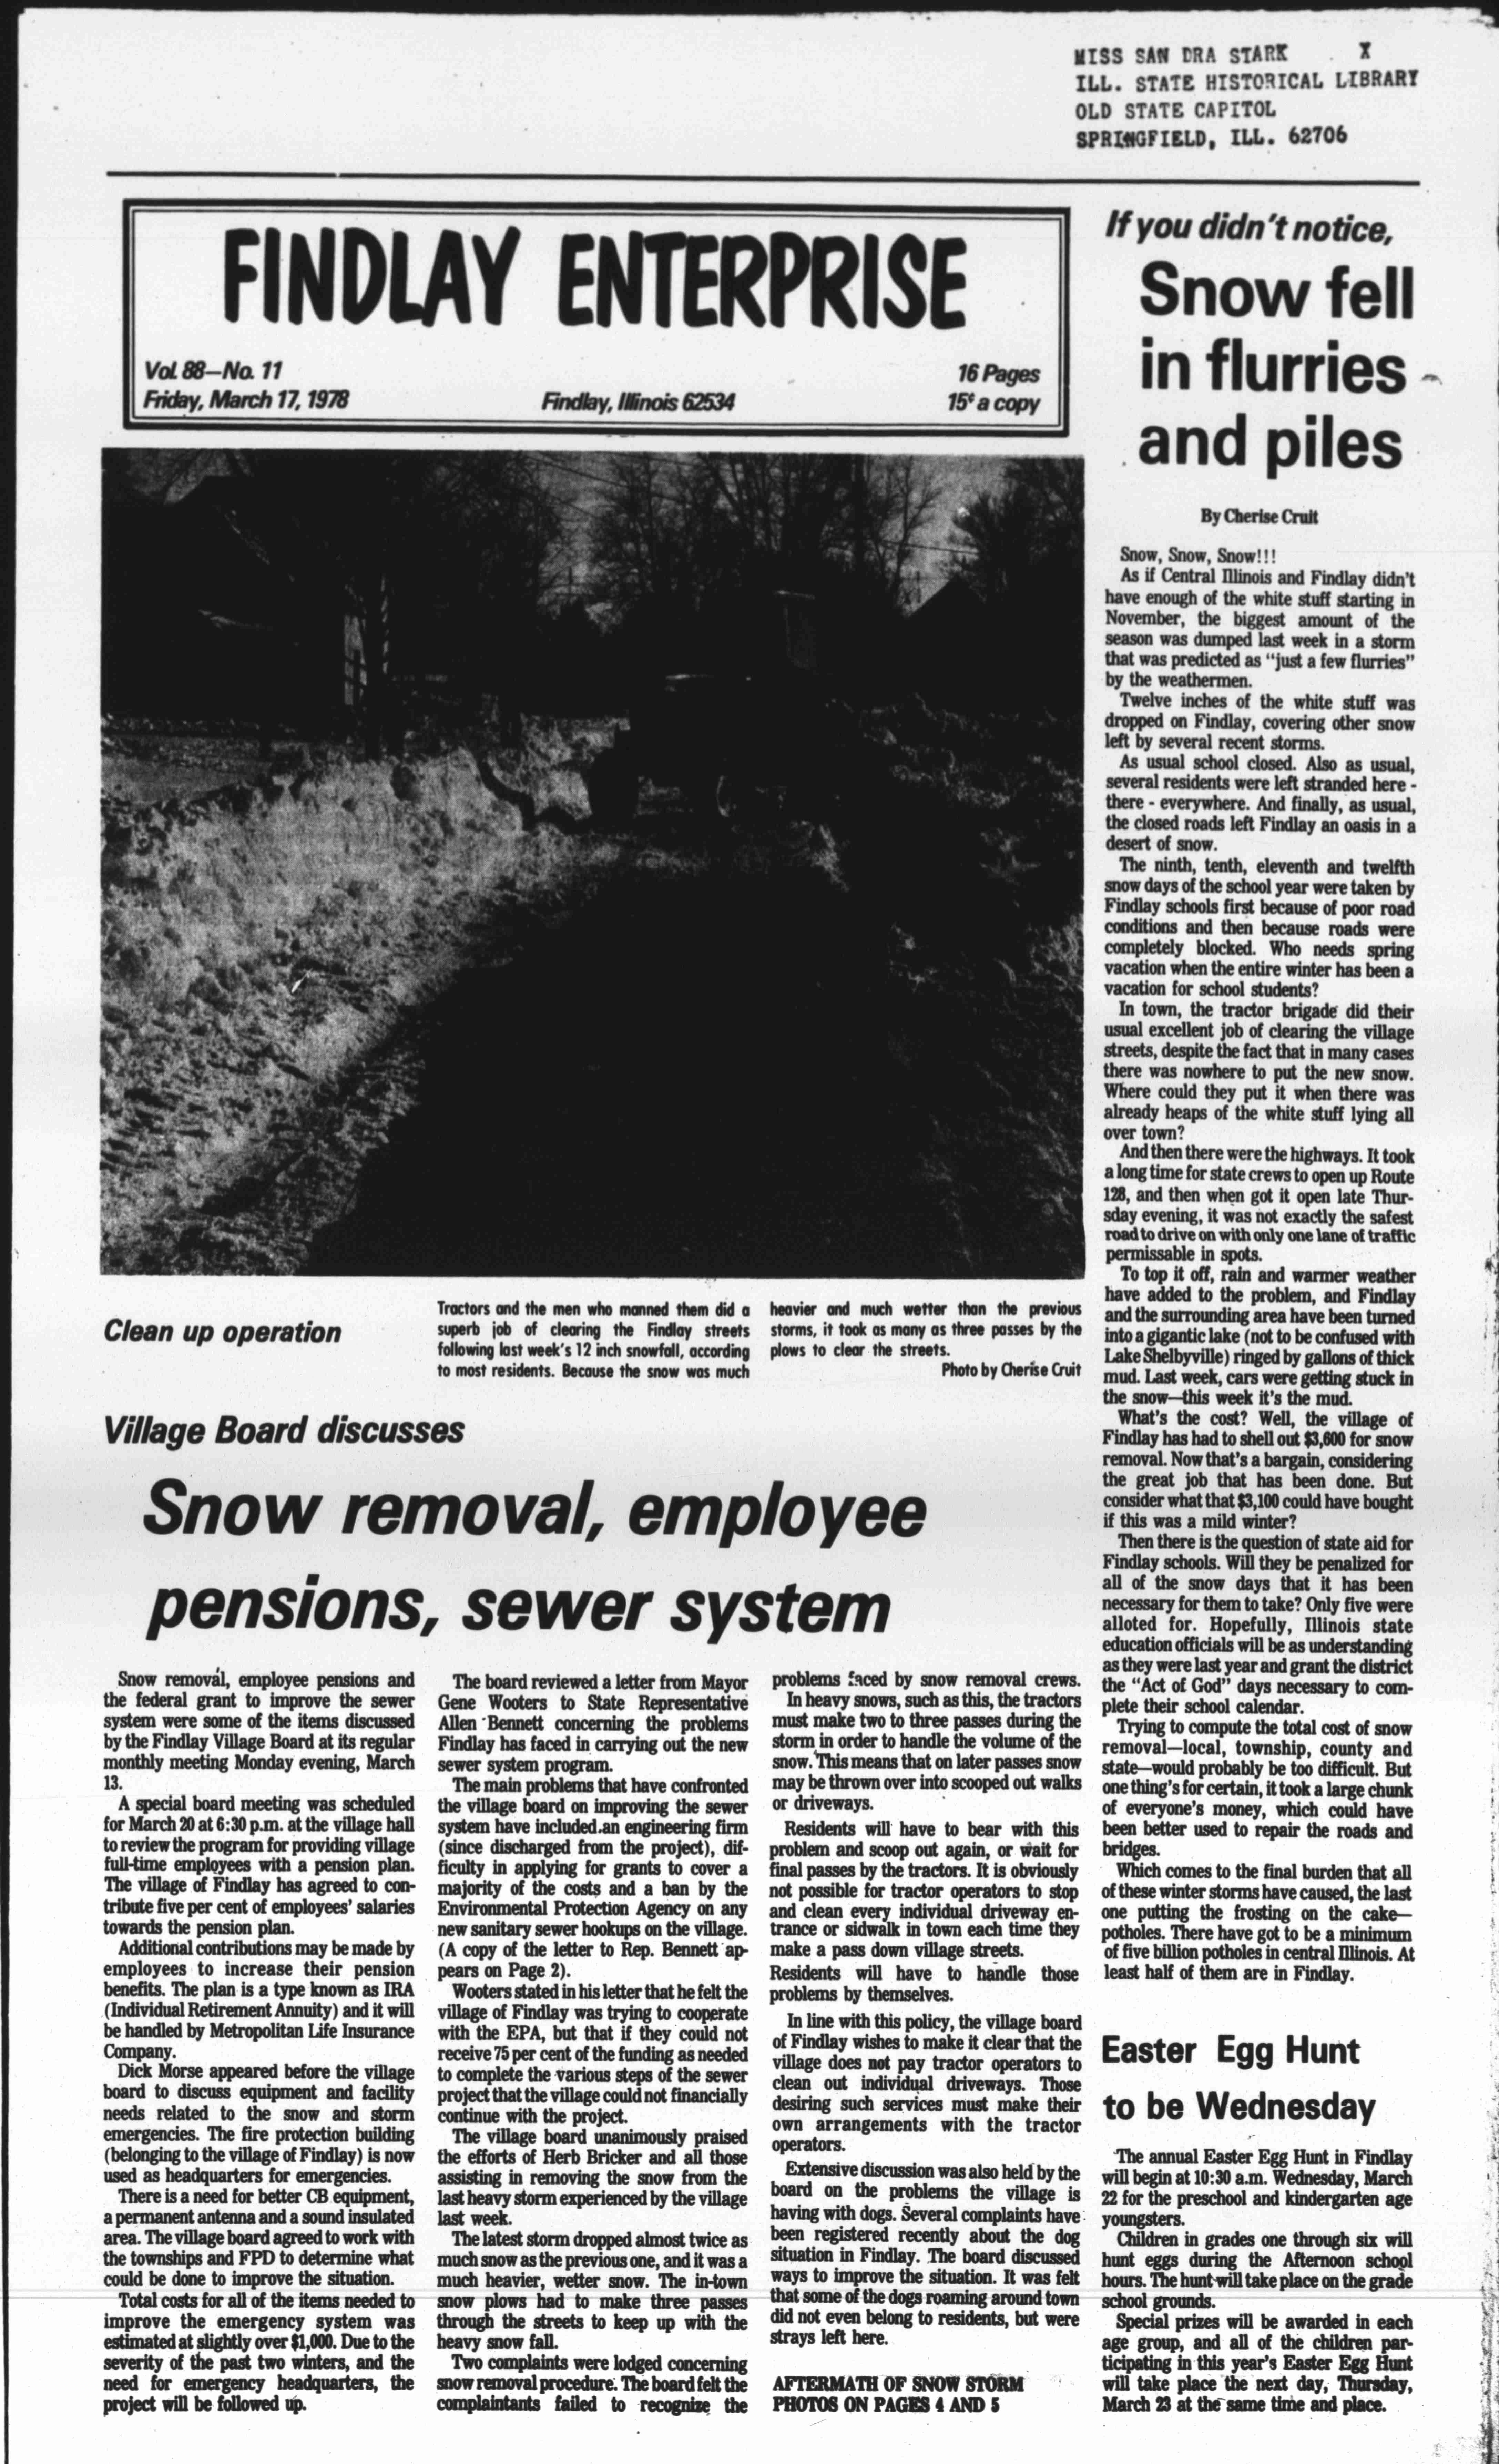 MISS SAN DRA STARK X
ILL. STATE HISTORICAL LIBRARY
OLD STATE CAPITOL
SPRINGFIELD, ILL. 62706
FINDLAY ENTERPRISE
Vol. 88—No. 11
16 Pages
Friday, March 17, 1978
Findlay, Illinois 62534
15¢ a copy
If you didn't notice,
Snow fell
in flurries
and piles
By Cherise Cruit
Snow, Snow, Snow!!!
As if Central Illinois and Findlay didn't
have enough of the white stuff starting in
November, the biggest amount of the
season was dumped last week in a storm
that was predicted as "just a few flurries"
by the weathermen.
Twelve inches of the white stuff was
dropped on Findlay, covering other snow
left by several recent storms.
As usual school closed. Also as usual,
several residents were left stranded here -
there - everywhere. And finally, as usual,
the closed roads left Findlay an oasis in a
desert of snow.
The ninth, tenth, eleventh and twelfth
snow days of the school year were taken by
Findlay schools first because of poor road
conditions and then because roads were
completely blocked. Who needs spring
vacation when the entire winter has been a
vacation for school students?
In town, the tractor brigade did their
usual excellent job of clearing the village
streets, despite the fact that in many cases
there was nowhere to put the new snow.
Where could they put it when there was
already heaps of the white stuff lying all
over town?
And then there were the highways. It took
a long time for state crews to open up Route
128, and then when got it open late Thur-
sday evening, it was not exactly the safest
road to drive on with only one lane of traffic
permissable in spots.
To top it off, rain and warmer weather
have added to the problem, and Findlay
and the surrounding area have been turned
into a gigantic lake (not to be confused with
Lake Shelbyville) ringed by gallons of thick
mud. Last week, cars were getting stuck in
the snow—this week it's the mud.
What's the cost? Well, the village of
Findlay has had to shell out $3,600 for snow
removal. Now that's a bargain, considering
the great job that has been done. But
consider what that $3,100 could have bought
if this was a mild winter?
Then there is the question of state aid for
Findlay schools. Will they be penalized for
all of the snow days that it has been
necessary for them to take? Only five were
alloted for. Hopefully, Illinois state
education officials will be as understanding
as they were last year and grant the district
the "Act of God" days necessary to com-
plete their school calendar.
Trying to compute the total cost of snow
removal—local, township, county and
state—would probably be too difficult. But
one thing's for certain, it took a large chunk
of everyone's money, which could have
been better used to repair the roads and
bridges.
Which comes to the final burden that all
of these winter storms have caused, the last
one putting the frosting on the cake—
potholes. There have got to be a minimum
of five billion potholes in central Illinois. At
least half of them are in Findlay.
Clean up operation
Tractors and the men who manned them did a
superb job of clearing the Findlay streets
following last week's 12 inch snowfall, according
to most residents. Because the snow was much
heavier and much wetter than the previous
storms, it took as many as three passes by the
plows to clear the streets.
Photo by Cherise Cruit
Village Board discusses
Snow removal, employee
pensions, sewer system
Snow removal, employee pensions and
the federal grant to improve the sewer
system were some of the items discussed
by the Findlay Village Board at its regular
monthly meeting Monday evening, March
13.
A special board meeting was scheduled
for March 20 at 6:30 p.m. at the village hall
to review the program for providing village
full-time employees with a pension plan.
The village of Findlay has agreed to con-
tribute five per cent of employees' salaries
towards the pension plan.
Additional contributions may be made by
employees to increase their pension
benefits. The plan is a type known as IRA
(Individual Retirement Annuity) and it will
be handled by Metropolitan Life Insurance
Company.
Dick Morse appeared before the village
board to discuss equipment and facility
needs related to the snow and storm
emergencies. The fire protection building
(belonging to the village of Findlay) is now
used as headquarters for emergencies.
There is a need for better CB equipment,
a permanent antenna and a sound insulated
area. The village board agreed to work with
the townships and FPD to determine what
could be done to improve the situation.
Total costs for all of the items needed to
improve the emergency system was
estimated at slightly over $1,000. Due to the
severity of the past two winters, and the
need for emergency headquarters, the
project will be followed up.
The board reviewed a letter from Mayor
Gene Wooters to State Representative
Allen Bennett concerning the problems
Findlay has faced in carrying out the new
sewer system program.
The main problems that have confronted
the village board on improving the sewer
system have included an engineering firm
(since discharged from the project), dif-
ficulty in applying for grants to cover a
majority of the costs and a ban by the
Environmental Protection Agency on any
new sanitary sewer hookups on the village.
(A copy of the letter to Rep. Bennett ap-
pears on Page 2).
Wooters stated in his letter that he felt the
village of Findlay was trying to cooperate
with the EPA, but that if they could not
receive 75 per cent of the funding as needed
to complete the various steps of the sewer
project that the village could not financially
continue with the project.
The village board unanimously praised
the efforts of Herb Bricker and all those
assisting in removing the snow from the
last heavy storm experienced by the village
last week.
The latest storm dropped almost twice as
much snow as the previous one, and it was a
much heavier, wetter snow. The in-town
snow plows had to make three passes
through the streets to keep up with the
heavy snow fall.
Two complaints were lodged concerning
snow removal procedure. The board felt the
complaintants failed to recognize the
problems faced by snow removal crews.
In heavy snows, such as this, the tractors
must make two to three passes during the
storm in order to handle the volume of the
snow. This means that on later passes snow
may be thrown over into scooped out walks
or driveways.
Residents will have to bear with this
problem and scoop out again, or wait for
final passes by the tractors. It is obviously
not possible for tractor operators to stop
and clean every individual driveway en-
trance or sidwalk in town each time they
make a pass down village streets.
Residents will have to handle those
problems by themselves.
In line with this policy, the village board
of Findlay wishes to make it clear that the
village does not pay tractor operators to
clean out individual driveways. Those
desiring such services must make their
own arrangements with the tractor
operators.
Extensive discussion was also held by the
board on the problems the village is
having with dogs. Several complaints have
been registered recently about the dog
situation in Findlay. The board discussed
ways to improve the situation. It was felt
that some of the dogs roaming around town
did not even belong to residents, but were
strays left here.
AFTERMATH OF SNOW STORM
PHOTOS ON PAGES 4 AND 5
Easter Egg Hunt
to be Wednesday
The annual Easter Egg Hunt in Findlay
will begin at 10:30 a.m. Wednesday, March
22 for the preschool and kindergarten age
youngsters.
Children in grades one through six will
hunt eggs during the Afternoon school
hours. The hunt will take place on the grade
school grounds.
Special prizes will be awarded in each
age group, and all of the children par-
ticipating in this year's Easter Egg Hunt
will take place the next day, Thursday,
March 23 at the same time and place.